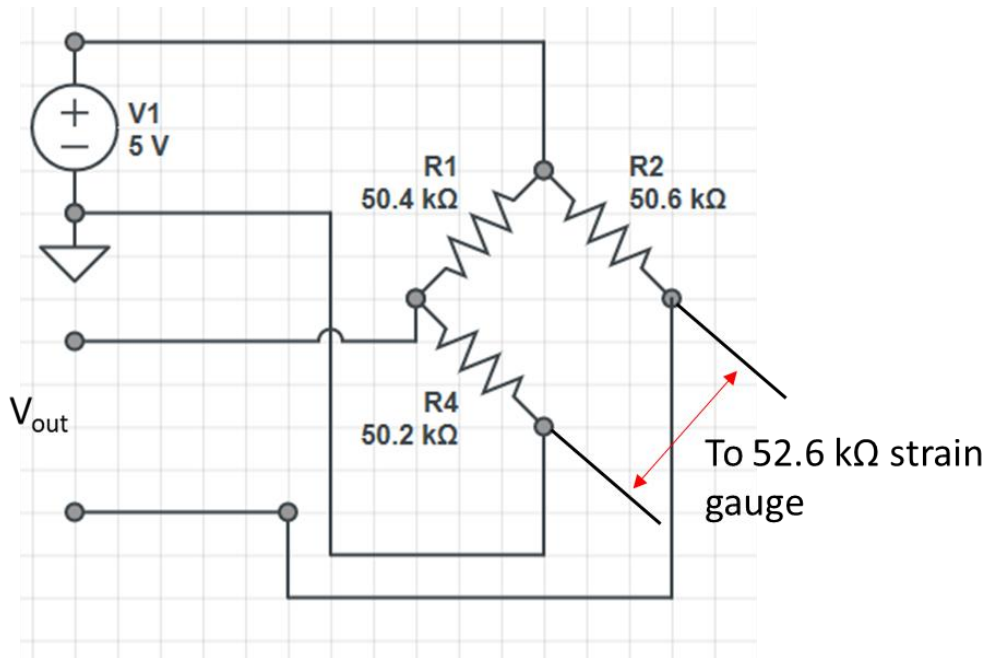 V1
5 V
R1
50.4 kΩ
R2
50.6 kΩ
R4
50.2 kΩ
Vout
To 52.6 kΩ strain
gauge